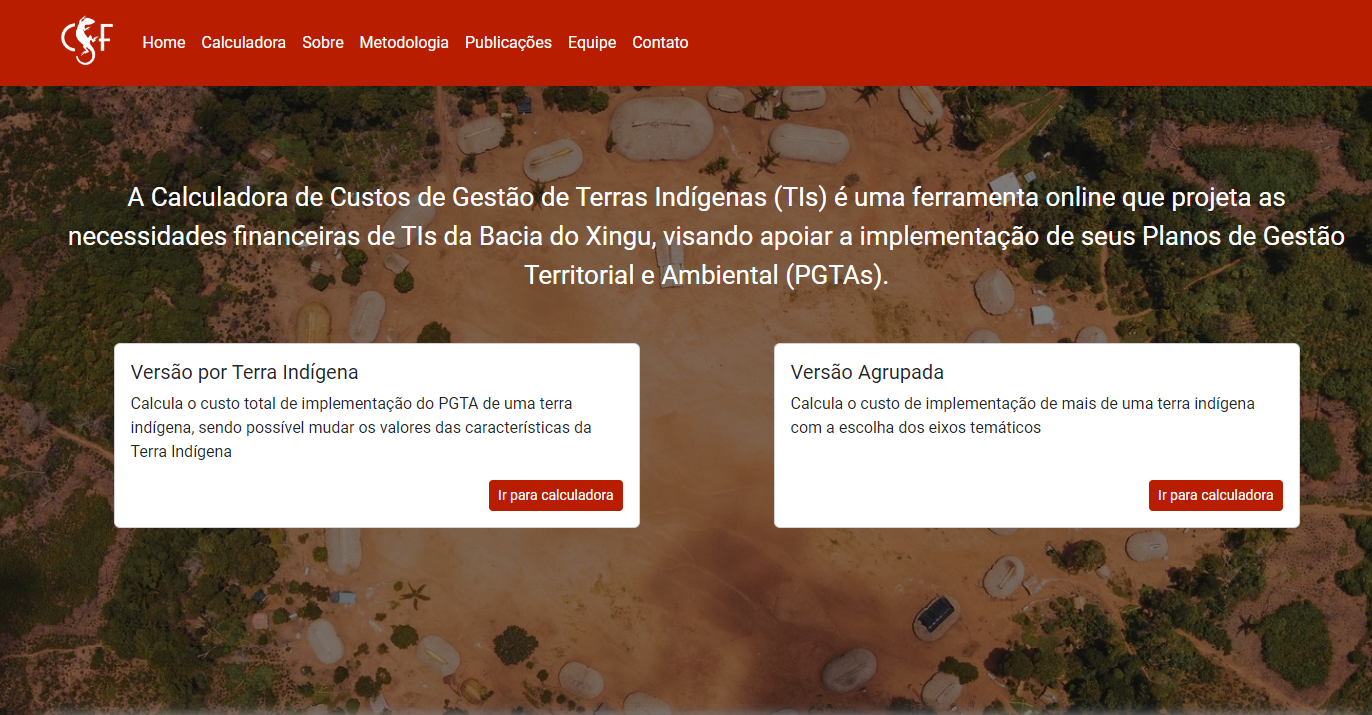 CSF
Home Calculadora Sobre Metodologia Publicações Equipe Contato
A Calculadora de Custos de Gestão de Terras Indígenas (TIs) é uma ferramenta online que projeta as
necessidades financeiras de TIs da Bacia do Xingu, visando apoiar a implementação de seus Planos de Gestão
Territorial e Ambiental (PGTAs).
Versão por Terra Indígena
Calcula o custo total de implementação do PGTA de uma terra
indígena, sendo possível mudar os valores das características da
Terra Indígena
Ir para calculadora
Versão Agrupada
Calcula o custo de implementação de mais de uma terra indígena
com a escolha dos eixos temáticos
Ir para calculadora